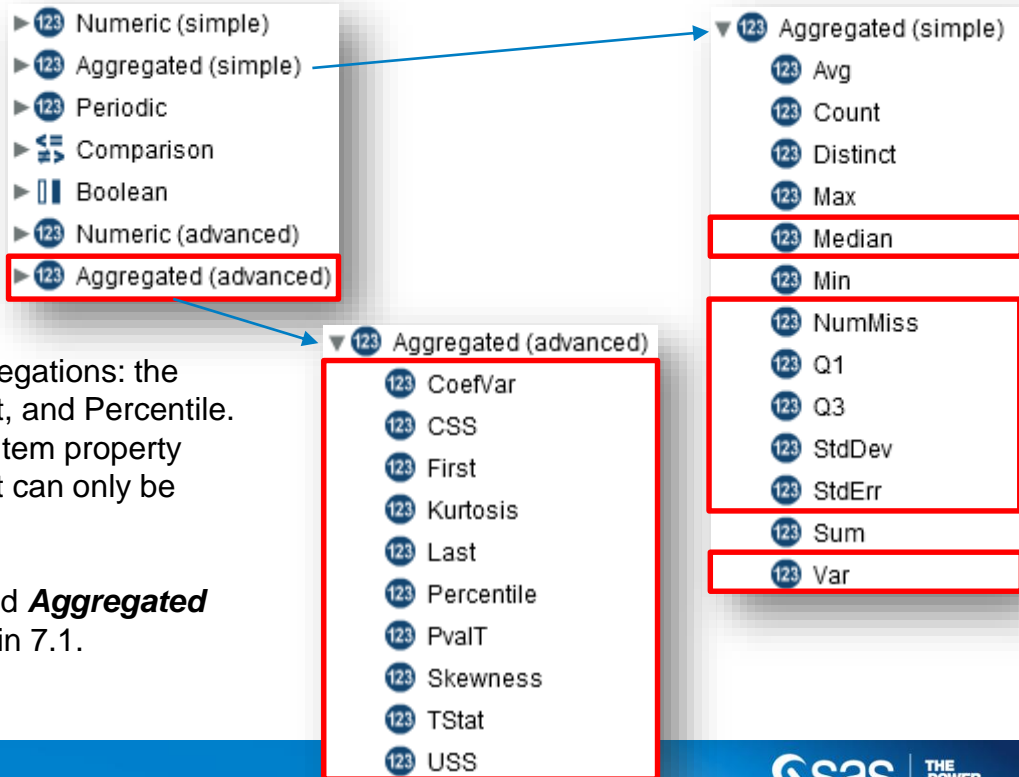 Numeric (simple)
Aggregated (simple)
Periodic
Comparison
Boolean
Numeric (advanced)
Aggregated (advanced)
Aggregated (simple)
Avg
Count
Distinct
Max
Median
Min
NumMiss
Q1
Q3
StdDev
StdErr
Sum
Var
Aggregated (advanced)
CoefVar
CSS
First
Kurtosis
Last
Percentile
PvalT
Skewness
TStat
USS
egations: the
t, and Percentile.
tem property
t can only be
d Aggregated
in 7.1.
sas THE